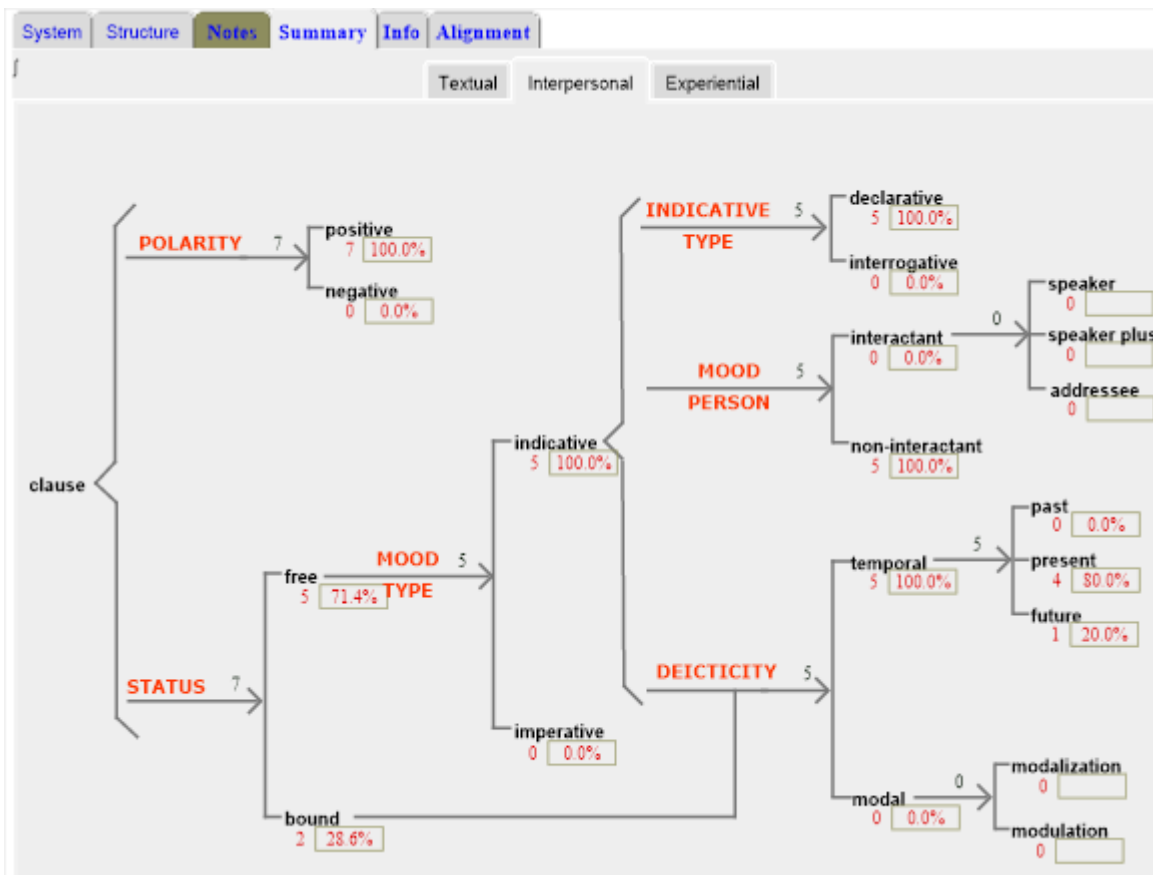 System Structure Notes Summary Info Alignment
Textual Interpersonal Experiential
clause
POLARITY 7
positive
7 100.0%
negative
0 0.0%
STATUS 7
free
5 71.4%
bound
2 28.6%
MOOD 5
TYPE
indicative
5 100.0%
imperative
0 0.0%
INDICATIVE 5
TYPE
declarative
5 100.0%
interrogative
0 0.0%
MOOD 5
PERSON
interactant 0
0 0.0%
speaker
0
speaker plus
0
addressee
0
non-interactant
5 100.0%
DEICTICITY 5
temporal 5
5 100.0%
past
0 0.0%
present
4 80.0%
future
1 20.0%
modal 0
0 0.0%
modalization
0
modulation
0